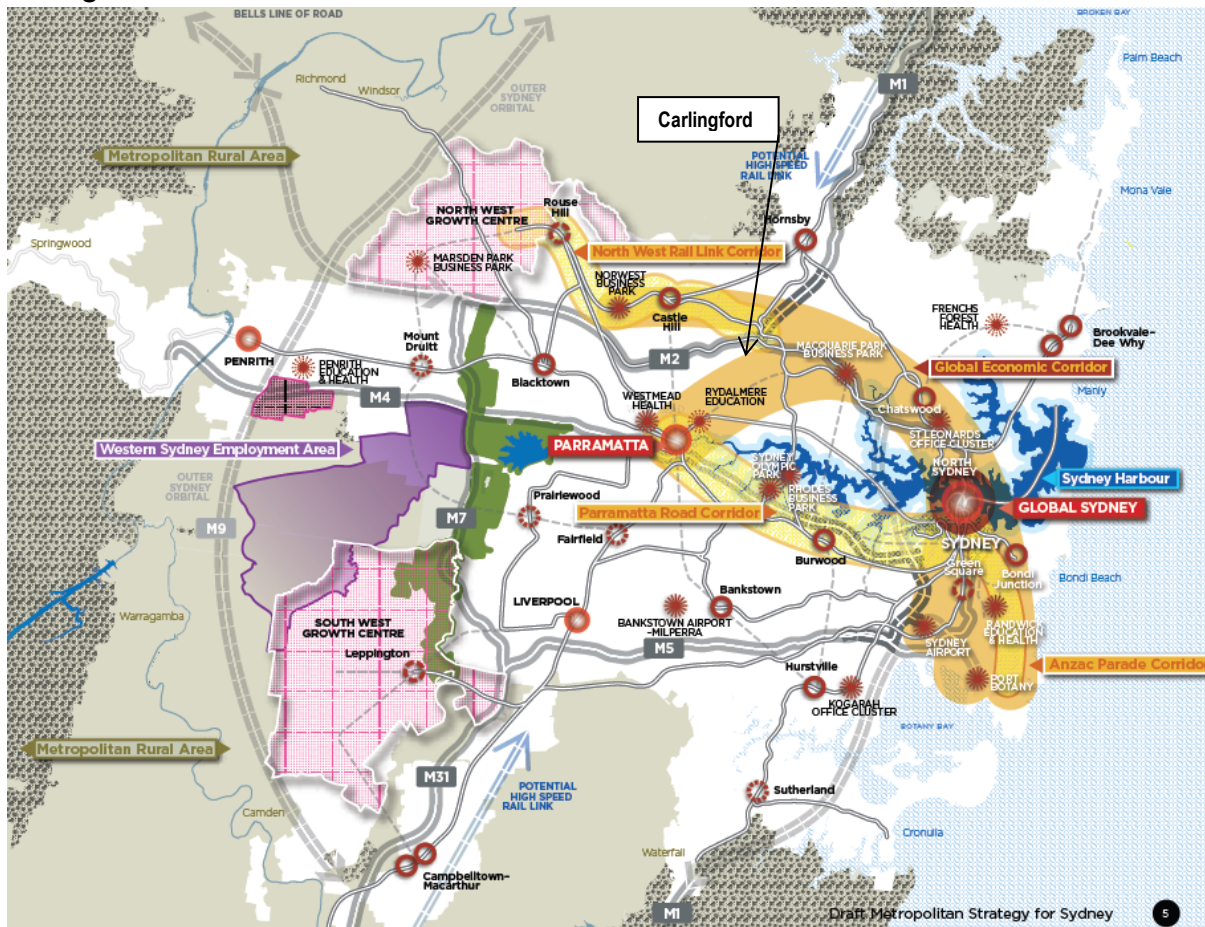 BELLS LINE OF ROAD
BROKEN BAY
Palm Beach
Richmond
Windsor
OUTER
SYDNEY
ORBITAL
M1
Carlingford
Metropolitan Rural Area
POTENTIAL
HIGH SPEED
RAIL LINK
Mona Vale
NORTH WEST
GROWTH CENTRE
Rouse
Hill
Hornsby
Springwood
MARSDEN PARK
BUSINESS PARK
North West Rail Link Corridor
NORWEST
BUSINESS
PARK
Castle
Hill
FRENCHS
FOREST
HEALTH
Brookvale-
Dee Why
PENRITH
Mount
Druitt
M2
MACQUARIE PARK
BUSINESS PARK
PENRITH
EDUCATION
& HEALTH
Blacktown
Global Economic Corridor
M4
WESTMEAD
HEALTH
RYDALMERE
EDUCATION
Chatswood
Manly
Western Sydney Employment Area
PARRAMATTA
ST LEONARDS
OFFICE CLUSTER
SYDNEY
OLYMPIC
PARK
NORTH
SYDNEY
OUTER
SYDNEY
ORBITAL
Sydney Harbour
Prairiewood
RHODES
BUSINESS
PARK
M9
M7
Parramatta Road Corridor
GLOBAL SYDNEY
Fairfield
Burwood
SYDNEY
Green
Square
Bondi
Junction
Bondi Beach
Bankstown
LIVERPOOL
Warragamba
SOUTH WEST
GROWTH CENTRE
BANKSTOWN AIRPORT
-MILPERRA
RANDWICK
EDUCATION
& HEALTH
M5
SYDNEY
AIRPORT
Leppington
Hurstville
Anzac Parade Corridor
PORT
BOTANY
KOGARAH
OFFICE CLUSTER
BOTANY BAY
Metropolitan Rural Area
M31
POTENTIAL
HIGH SPEED
RAIL LINK
Sutherland
Camden
Cronulla
Waterfall
Campbelltown-
Macarthur
M1
Draft Metropolitan Strategy for Sydney
5